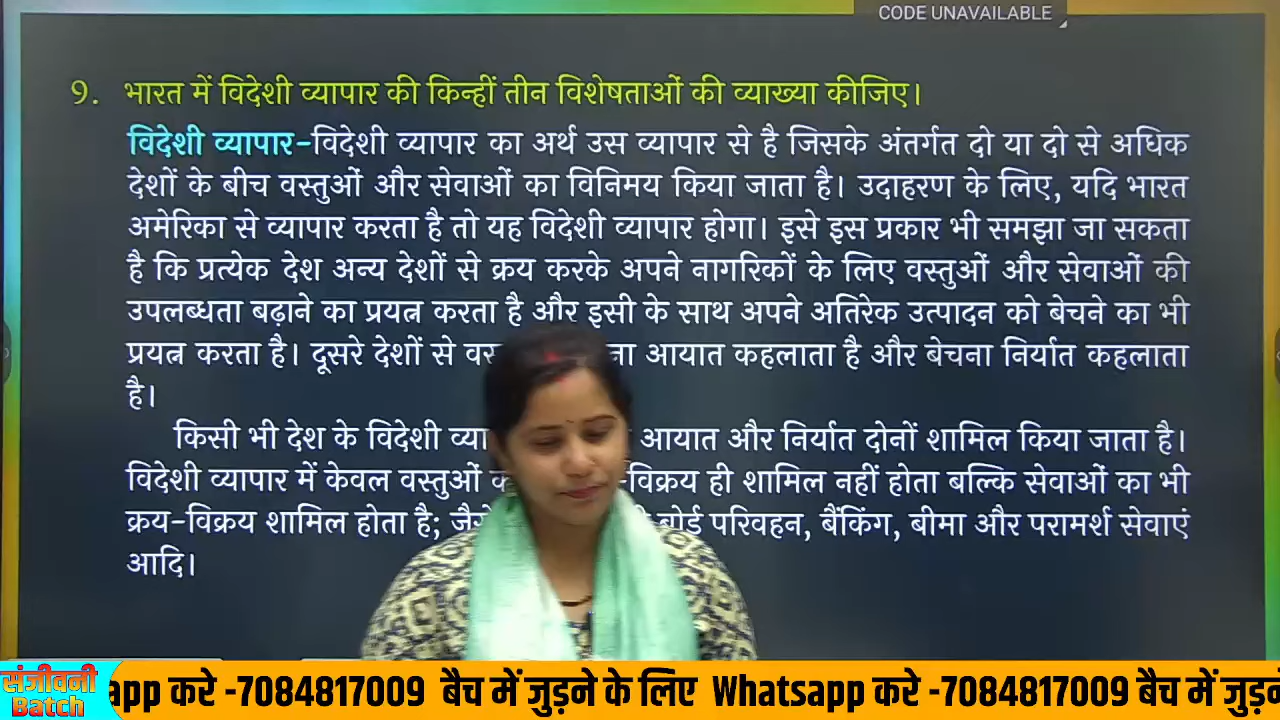 CODE UNAVAILABLE
9. भारत में विदेशी व्यापार की किन्हीं तीन विशेषताओं की व्याख्या कीजिए।
विदेशी व्यापार-विदेशी व्यापार का अर्थ उस व्यापार से है जिसके अंतर्गत दो या दो से अधिक
देशों के बीच वस्तुओं और सेवाओं का विनिमय किया जाता है। उदाहरण के लिए, यदि भारत
अमेरिका से व्यापार करता है तो यह विदेशी व्यापार होगा। इसे इस प्रकार भी समझा जा सकता
है कि प्रत्येक देश अन्य देशों से क्रय करके अपने नागरिकों के लिए वस्तुओं और सेवाओं की
उपलब्धता बढ़ाने का प्रयत्न करता है और इसी के साथ अपने अतिरेक उत्पादन को बेचने का भी
प्रयत्न करता है। दूसरे देशों से आयात कहलाता है और बेचना निर्यात कहलाता
है।
किसी भी देश के विदेशी आयात और निर्यात दोनों शामिल किया जाता है।
विदेशी व्यापार में केवल वस्तुओं -विक्रय ही शामिल नहीं होता बल्कि सेवाओं का भी
क्रय-विक्रय शामिल होता है; बोर्ड परिवहन, बैंकिंग, बीमा और परामर्श सेवाएं
आदि।
संजीवनी
Batch
app करे -7084817009 बैच में जुड़ने के लिए Whatsapp करे -7084817009 बैच में